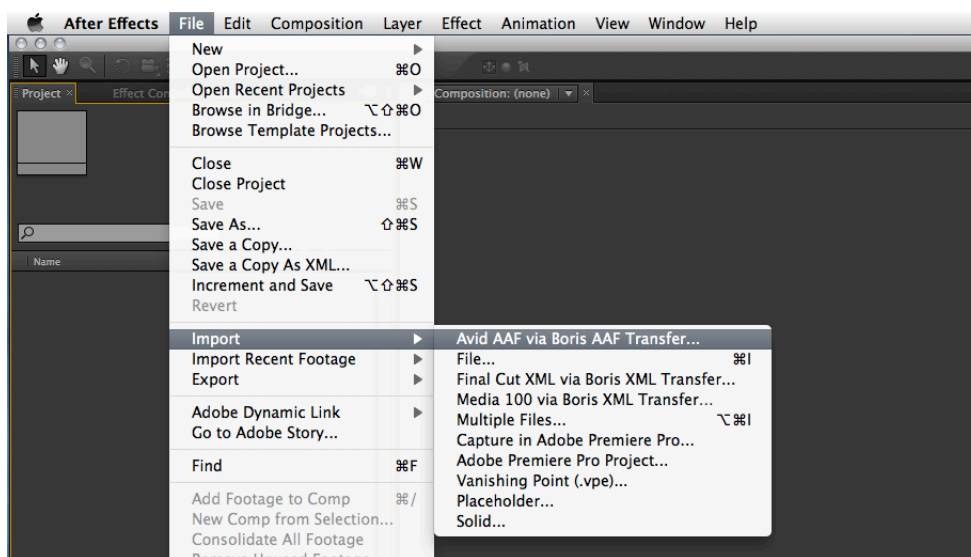 After Effects File Edit Composition Layer Effect Animation View Window Help
Project × Effect Con
Composition: (none)
Name
New
Open Project... ⌘O
Open Recent Projects
Browse in Bridge... ⌥⇧⌘O
Browse Template Projects...
Close ⌘W
Close Project
Save ⌘S
Save As... ⇧⌘S
Save a Copy...
Save a Copy As XML...
Increment and Save ⌥⇧⌘S
Revert
Import
Import Recent Footage
Export
Adobe Dynamic Link
Go to Adobe Story...
Find ⌘F
Add Footage to Comp ⌘/
New Comp from Selection...
Consolidate All Footage
Remove Unused Footage
Avid AAF via Boris AAF Transfer...
File... ⌘I
Final Cut XML via Boris XML Transfer...
Media 100 via Boris XML Transfer...
Multiple Files... ⌥⌘I
Capture in Adobe Premiere Pro...
Adobe Premiere Pro Project...
Vanishing Point (.vpe)...
Placeholder...
Solid...